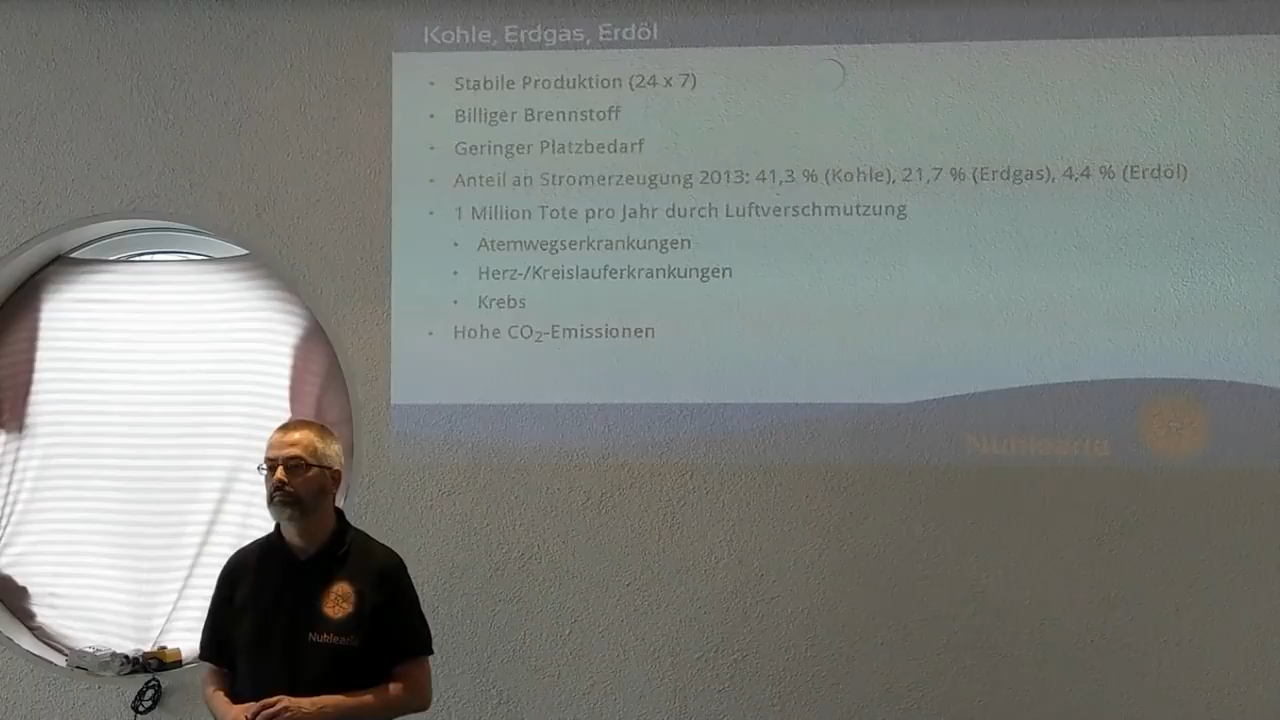 Kohle, Erdgas, Erdöl
Stabile Produktion (24 x 7)
Billiger Brennstoff
Geringer Platzbedarf
Anteil an Stromerzeugung 2013: 41,3 % (Kohle), 21,7 % (Erdgas), 4,4 % (Erdöl)
1 Million Tote pro Jahr durch Luftverschmutzung
Atemwegserkrankungen
Herz-/Kreislauferkrankungen
Krebs
Hohe CO₂-Emissionen
Nuklearia
Nuklearia